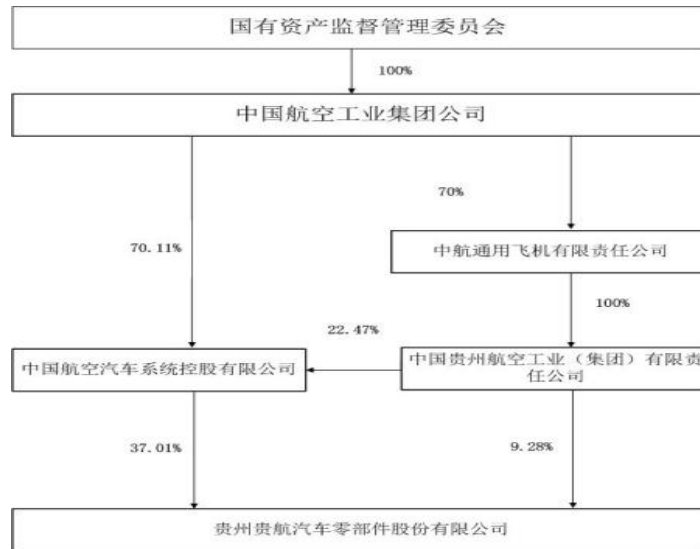 国有资产监督管理委员会
100%
中国航空工业集团公司
70%
70.11%
中航通用飞机有限责任公司
100%
22.47%
中国航空汽车系统控股有限公司
中国贵州航空工业（集团）有限责
任公司
37.01%
9.28%
贵州贵航汽车零部件股份有限公司